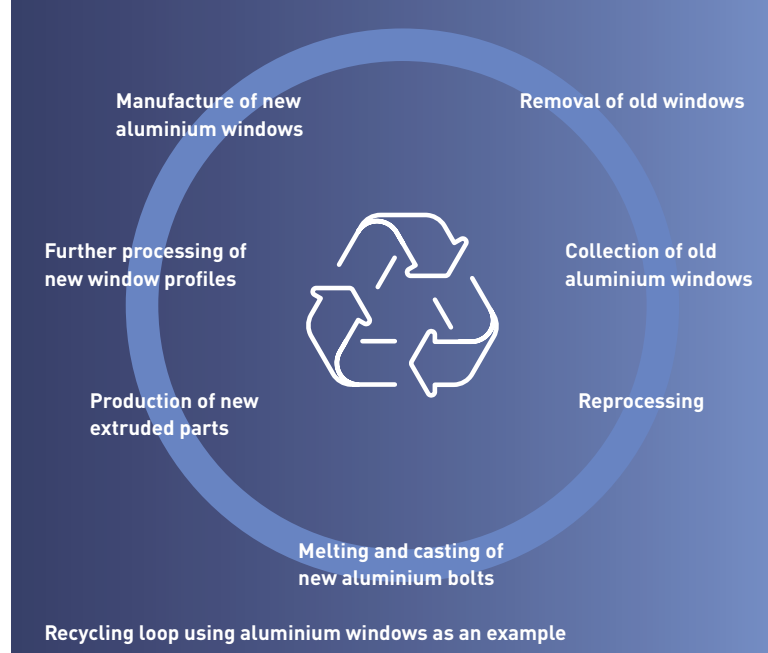 Manufacture of new
aluminium windows
Removal of old windows
Further processing of
new window profiles
Collection of old
aluminium windows
Production of new
extruded parts
Reprocessing
Melting and casting of
new aluminium bolts
Recycling loop using aluminium windows as an example